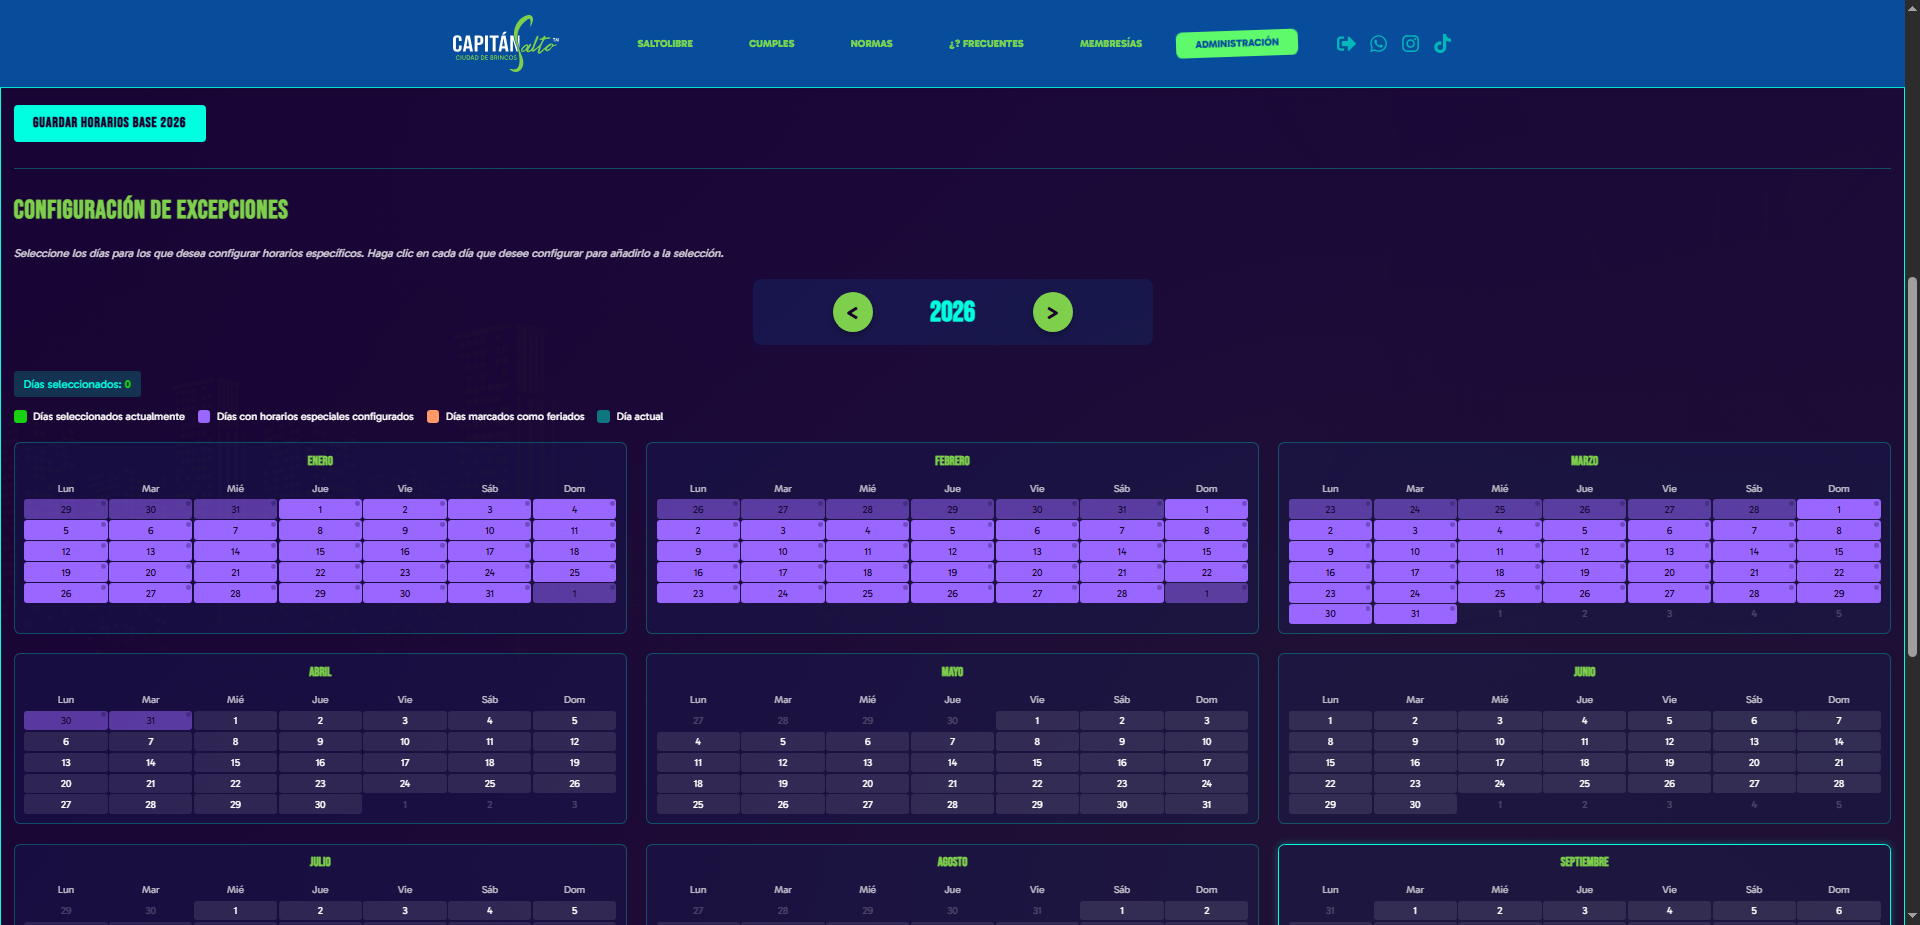 CAPITÁN Salto™
CIUDAD DE BRINCOS
SALTOLIBRE CUMPLES NORMAS ¿? FRECUENTES MEMBRESÍAS ADMINISTRACIÓN
GUARDAR HORARIOS BASE 2026
CONFIGURACIÓN DE EXCEPCIONES
Seleccione los días para los que desea configurar horarios específicos. Haga clic en cada día que desee configurar para añadirlo a la selección.
< 2026 >
Días seleccionados: 0
Días seleccionados actualmente Días con horarios especiales configurados Días marcados como feriados Día actual
ENERO
Lun Mar Mié Jue Vie Sáb Dom
29 30 31 1 2 3 4
5 6 7 8 9 10 11
12 13 14 15 16 17 18
19 20 21 22 23 24 25
26 27 28 29 30 31 1
FEBRERO
Lun Mar Mié Jue Vie Sáb Dom
26 27 28 29 30 31 1
2 3 4 5 6 7 8
9 10 11 12 13 14 15
16 17 18 19 20 21 22
23 24 25 26 27 28 1
MARZO
Lun Mar Mié Jue Vie Sáb Dom
23 24 25 26 27 28 1
2 3 4 5 6 7 8
9 10 11 12 13 14 15
16 17 18 19 20 21 22
23 24 25 26 27 28 29
30 31 1 2 3 4 5
ABRIL
Lun Mar Mié Jue Vie Sáb Dom
30 31 1 2 3 4 5
6 7 8 9 10 11 12
13 14 15 16 17 18 19
20 21 22 23 24 25 26
27 28 29 30 1 2 3
MAYO
Lun Mar Mié Jue Vie Sáb Dom
27 28 29 30 1 2 3
4 5 6 7 8 9 10
11 12 13 14 15 16 17
18 19 20 21 22 23 24
25 26 27 28 29 30 31
JUNIO
Lun Mar Mié Jue Vie Sáb Dom
1 2 3 4 5 6 7
8 9 10 11 12 13 14
15 16 17 18 19 20 21
22 23 24 25 26 27 28
29 30 1 2 3 4 5
JULIO
Lun Mar Mié Jue Vie Sáb Dom
29 30 1 2 3 4 5
AGOSTO
Lun Mar Mié Jue Vie Sáb Dom
27 28 29 30 31 1 2
SEPTIEMBRE
Lun Mar Mié Jue Vie Sáb Dom
31 1 2 3 4 5 6